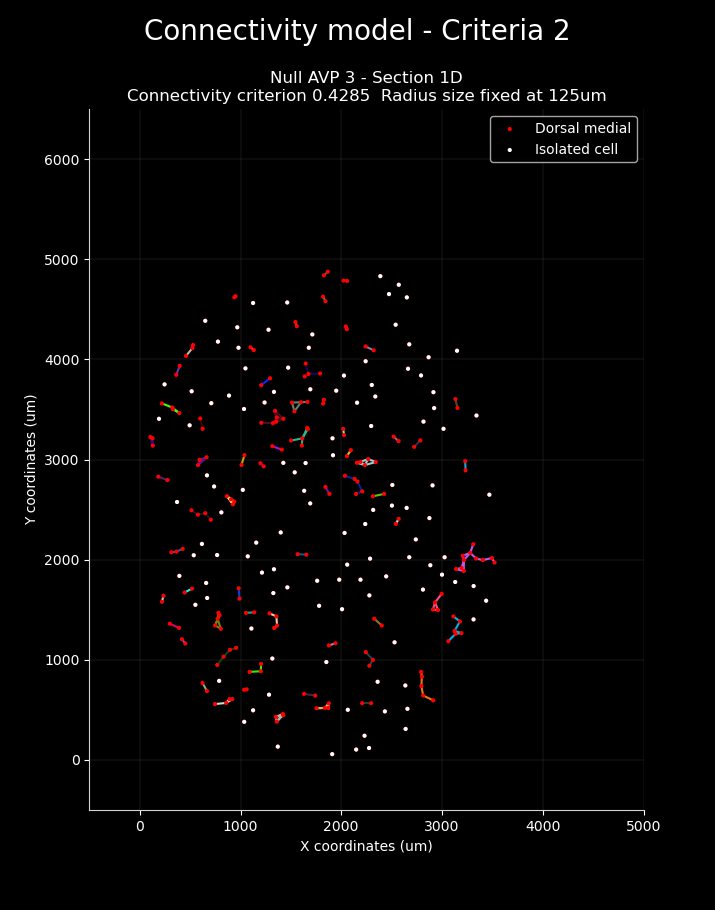 Connectivity model - Criteria 2
Null AVP 3 - Section 1D
Connectivity criterion 0.4285  Radius size fixed at 125um
Dorsal medial
Isolated cell
6000
5000
4000
3000
2000
1000
0
Y coordinates (um)
0 1000 2000 3000 4000 5000
X coordinates (um)